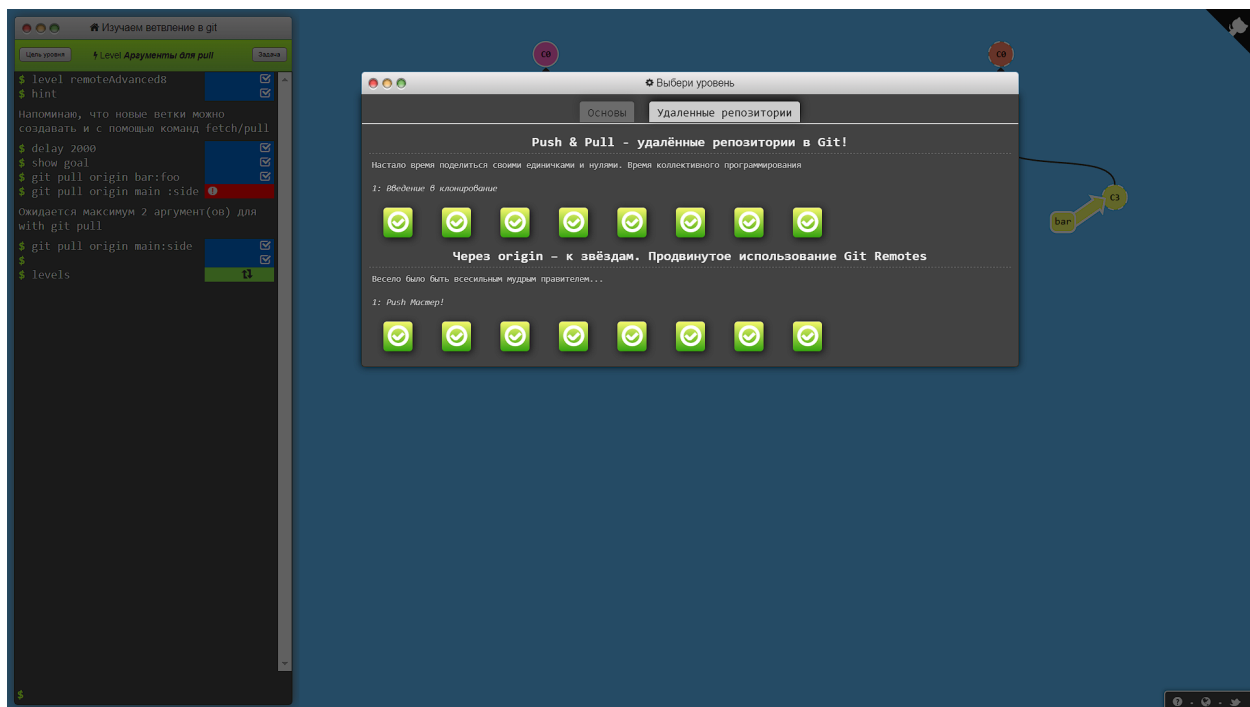 Изучаем ветвление в git
Цель уровня
Level Аргументы для pull
Задача
$ level remoteAdvanced8
$ hint
Напоминаю, что новые ветки можно
создавать и с помощью команд fetch/pull
$ delay 2000
$ show goal
$ git pull origin bar:foo
$ git pull origin main :side
Ожидается максимум 2 аргумент(ов) для
with git pull
$ git pull origin main:side
$
$ levels
$
C0
C0
C3
bar
Выбери уровень
Основы
Удаленные репозитории
Push & Pull - удалённые репозитории в Git!
Настало время поделиться своими единичками и нулями. Время коллективного программирования
1: Введение в клонирование
Через origin – к звёздам. Продвинутое использование Git Remotes
Весело было быть всесильным мудрым правителем...
1: Push Мастер!